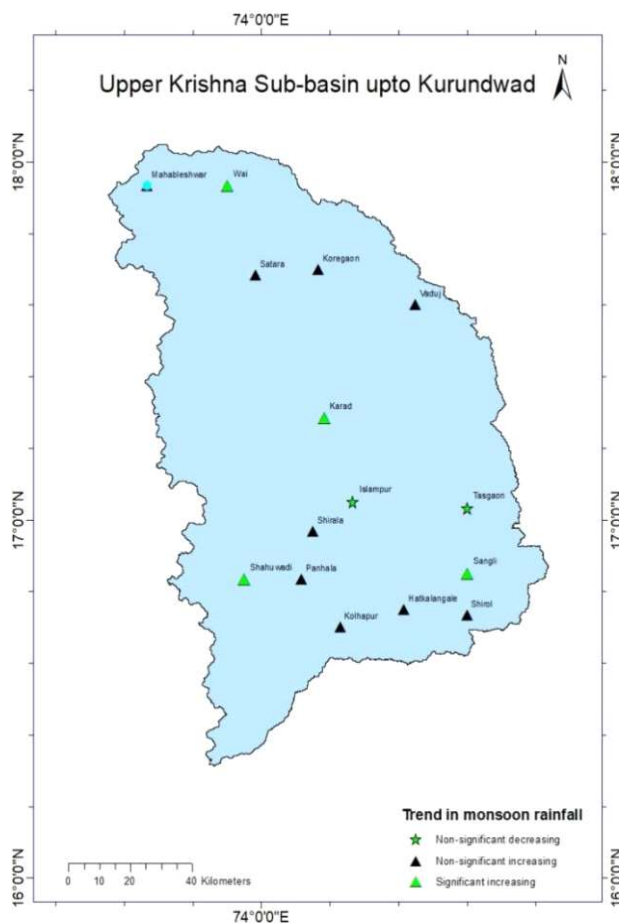 74°0'0"E
Upper Krishna Sub-basin upto Kurundwad
N
18°0'0"N
18°0'0"N
Mahableshwar
Wai
Satara
Koregaon
Vaduj
Karad
Islampur
Tasgaon
17°0'0"N
17°0'0"N
Shirala
Shahuwadi
Panhala
Sangli
Hatkalangale
Shirol
Kolhapur
Trend in monsoon rainfall
Non-significant decreasing
Non-significant increasing
Significant increasing
0 10 20 40 Kilometers
16°0'0"N
16°0'0"N
74°0'0"E